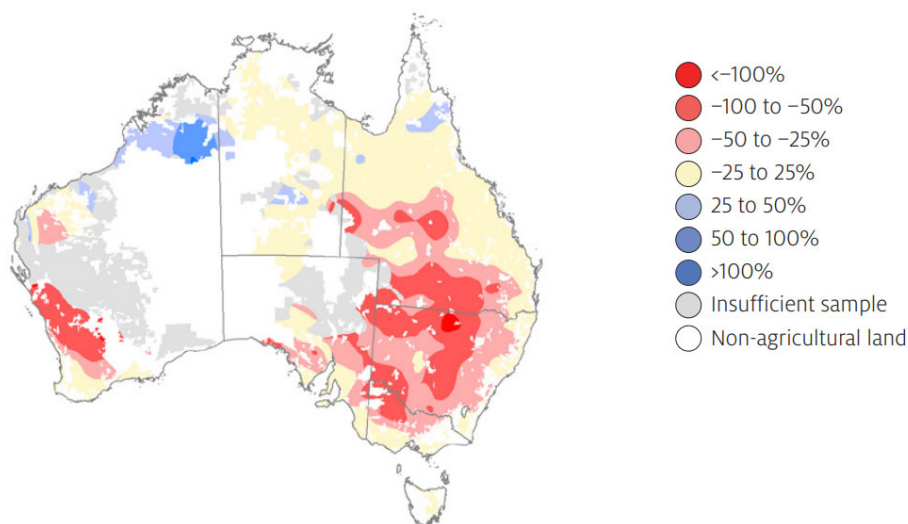 <-100%
-100 to -50%
-50 to -25%
-25 to 25%
25 to 50%
50 to 100%
>100%
Insufficient sample
Non-agricultural land